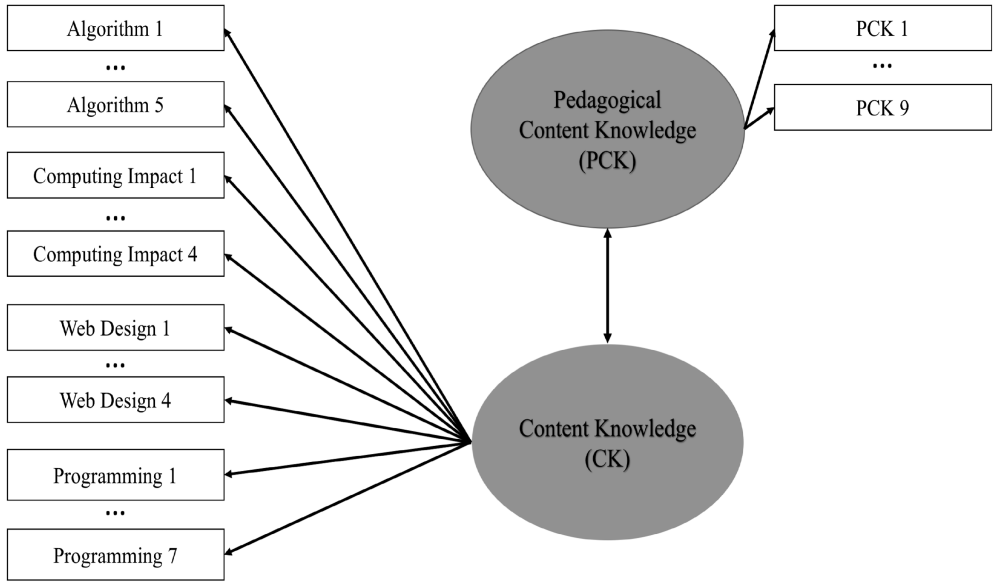 Algorithm 1
...
Algorithm 5
Computing Impact 1
...
Computing Impact 4
Web Design 1
...
Web Design 4
Programming 1
...
Programming 7
Pedagogical
Content Knowledge
(PCK)
Content Knowledge
(CK)
PCK 1
...
PCK 9